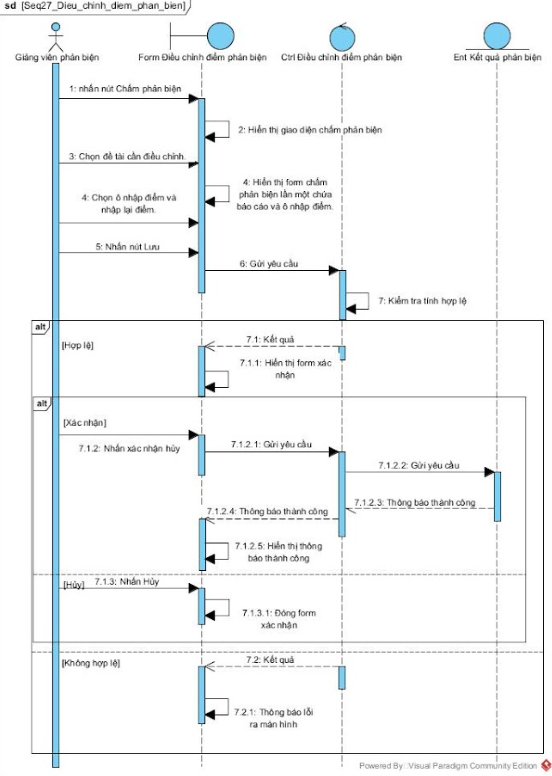 sd [Seq27_Dieu_chinh_diem_phan_bien]
Giảng viên phản biện
Form Điều chỉnh điểm phản biện
Ctrl Điều chỉnh điểm phản biện
Ent Kết quả phản biện
1: nhấn nút Chấm phản biện
2: Hiển thị giao diện chấm phản biện
3: Chọn đề tài cần điều chỉnh.
4: Hiển thị form chấm
phản biện lần một chứa
báo cáo và ô nhập điểm.
4: Chọn ô nhập điểm và
nhập lại điểm.
5: Nhấn nút Lưu
6: Gửi yêu cầu
7: Kiểm tra tính hợp lệ
alt
[Hợp lệ]
7.1: Kết quả
7.1.1: Hiển thị form xác
nhận
alt
[Xác nhận]
7.1.2: Nhấn xác nhận hủy
7.1.2.1: Gửi yêu cầu
7.1.2.2: Gửi yêu cầu
7.1.2.3: Thông báo thành công
7.1.2.4: Thông báo thành công
7.1.2.5: Hiển thị thông
báo thành công
[Hủy]
7.1.3: Nhấn Hủy
7.1.3.1: Đóng form
xác nhận
[Không hợp lệ]
7.2: Kết quả
7.2.1: Thông báo lỗi
ra màn hình
Powered By: Visual Paradigm Community Edition